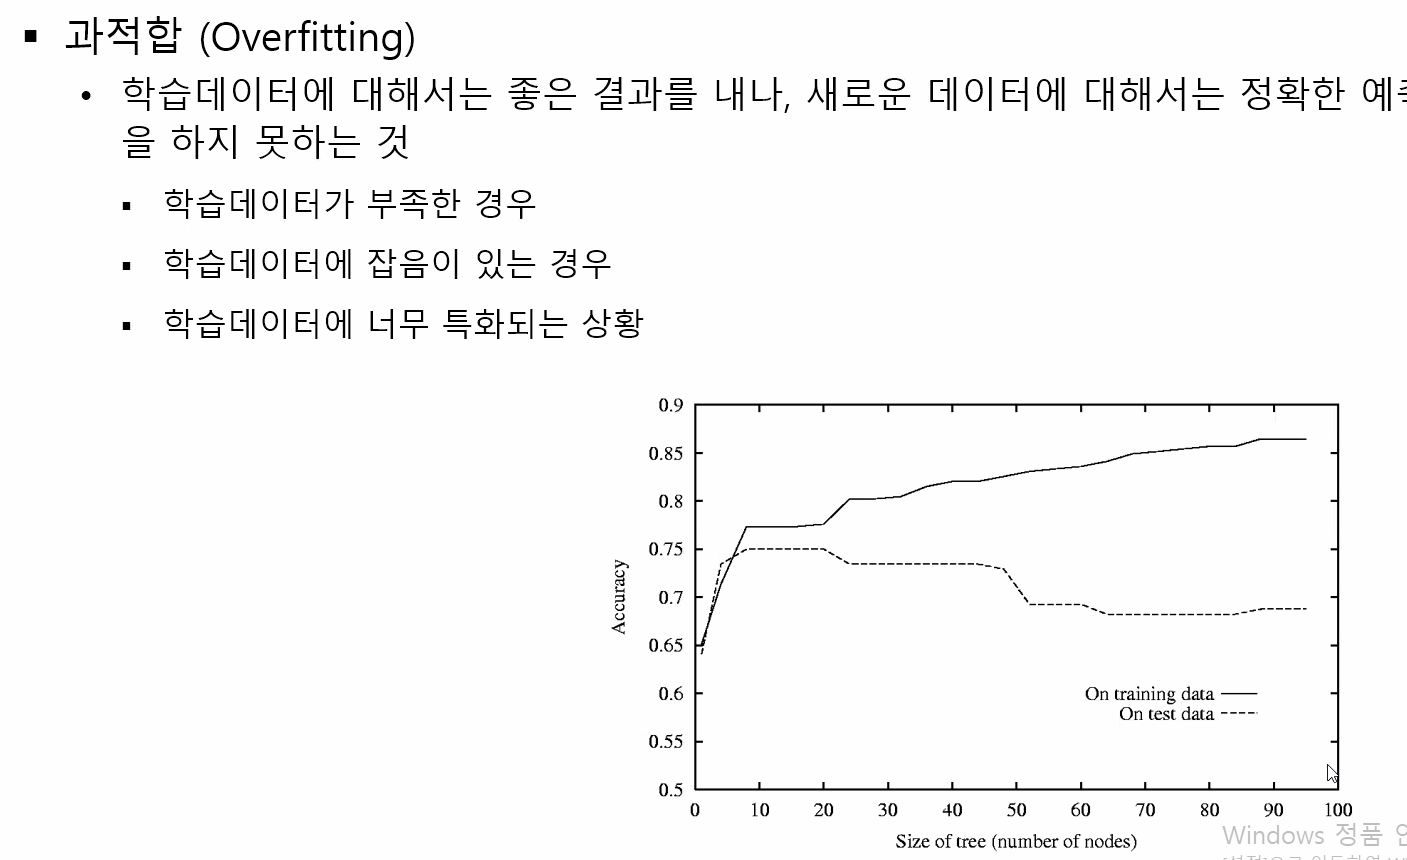 과적합 (Overfitting)
학습데이터에 대해서는 좋은 결과를 내나, 새로운 데이터에 대해서는 정확한
을 하지 못하는 것
학습데이터가 부족한 경우
학습데이터에 잡음이 있는 경우
학습데이터에 너무 특화되는 상황
0.9
0.85
0.8
0.75
0.7
0.65
0.6
0.55
0.5
Accuracy
On training data
On test data
0 10 20 30 40 50 60 70 80 90 100
Size of tree (number of nodes)
Windows 정품